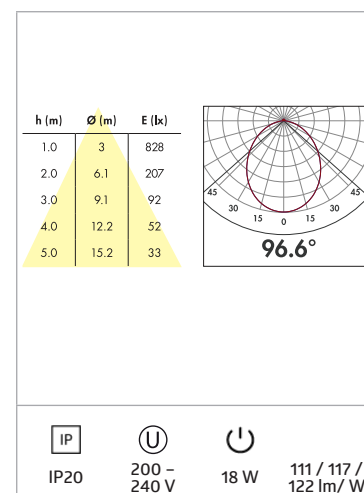 h (m) Ø (m) E (lx)
1.0 3 828
2.0 6.1 207
3.0 9.1 92
4.0 12.2 52
5.0 15.2 33
45 30 15 0 15 30 45
96.6°
IP
U
IP20
200 –
240 V
18 W
111 / 117 /
122 lm/ W